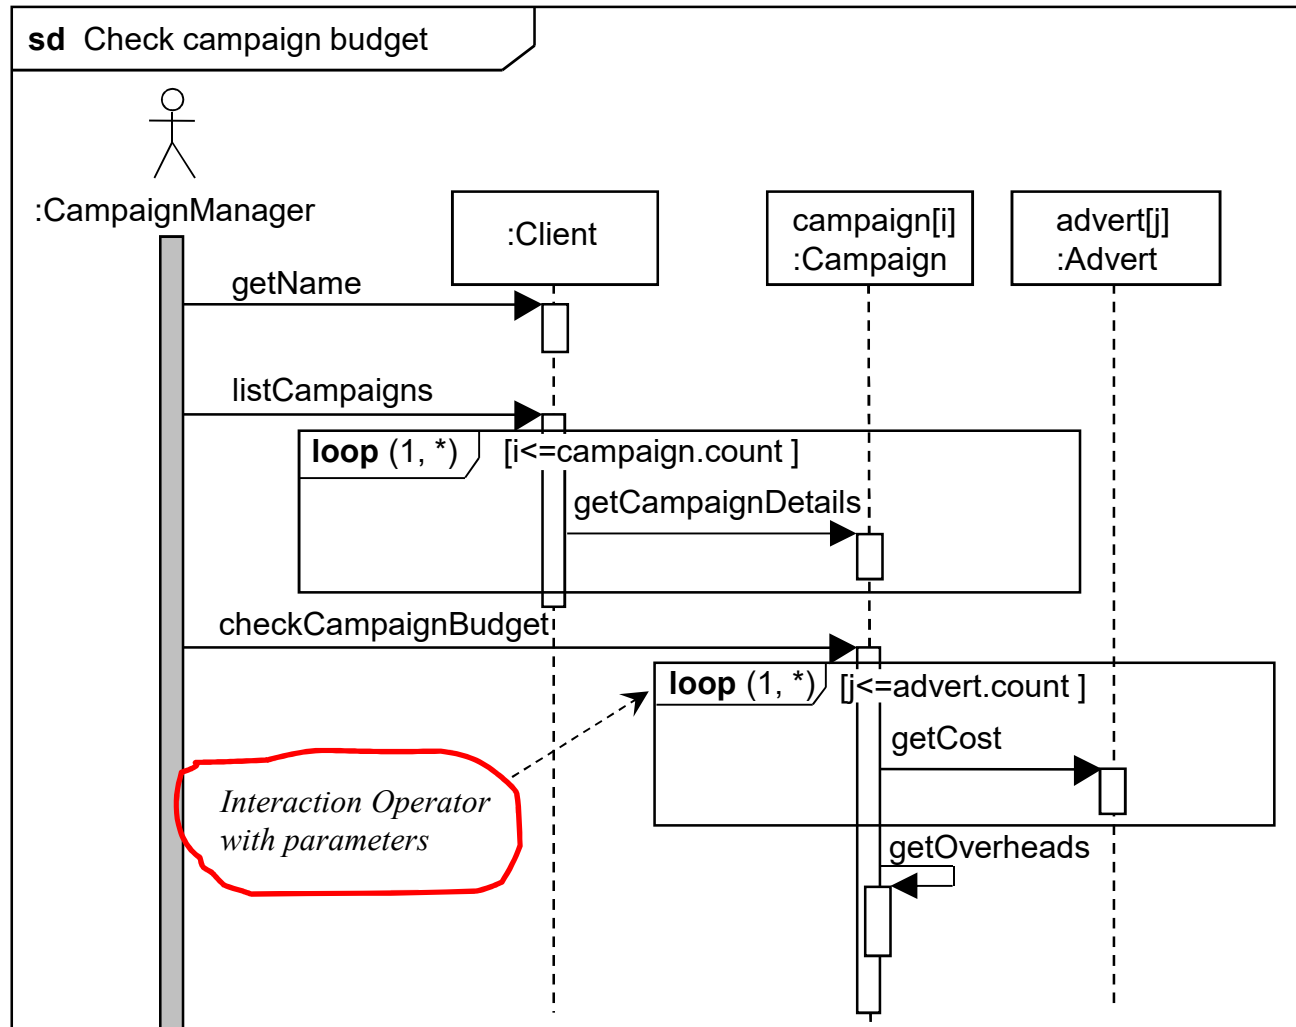 sd Check campaign budget
:CampaignManager
:Client
campaign[i]
:Campaign
advert[j]
:Advert
getName
listCampaigns
loop (1, *) [i<=campaign.count ]
getCampaignDetails
checkCampaignBudget
loop (1, *) [j<=advert.count ]
getCost
Interaction Operator
with parameters
getOverheads